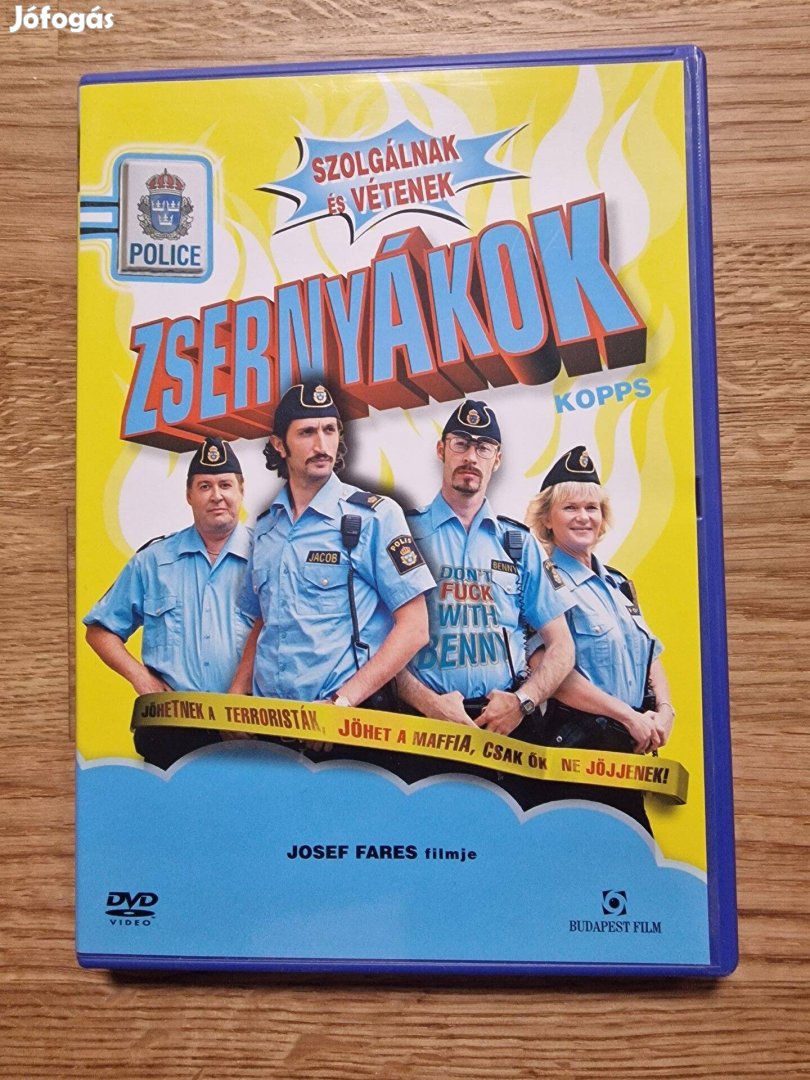 Jófogás
SZOLGÁLNAK
ÉS VÉTENEK
POLICE
ZSERNYÁKOK
KOPPS
JACOB
POLIS
BENNY
DON'T
FUCK
WITH
BENNY
JÖHETNEK A TERRORISTÁK, JÖHET A MAFFIA, CSAK ŐK NE JÖJJENEK!
JOSEF FARES filmje
DVD
VIDEO
BUDAPEST FILM